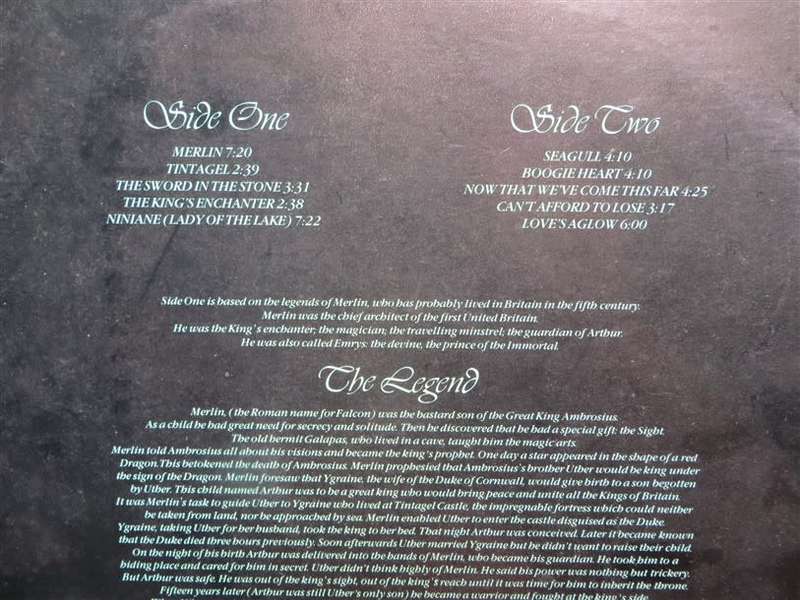 Side One
MERLIN 7:20
TINTAGEL 2:39
THE SWORD IN THE STONE 3:31
THE KING'S ENCHANTER 2:38
NINIANE (LADY OF THE LAKE) 7:22
Side Two
SEAGULL 4:10
BOOGIE HEART 4:10
NOW THAT WE'VE COME THIS FAR 4:25
CAN'T AFFORD TO LOSE 3:17
LOVE'S AGLOW 6:00
Side One is based on the legends of Merlin, who has probably lived in Britain in the fifth century.
Merlin was the chief architect of the first United Britain.
He was the King's enchanter; the magician; the travelling minstrel; the guardian of Arthur.
He was also called Emrys: the devine, the prince of the Immortal.
The Legend
Merlin, (the Roman name for Falcon) was the bastard son of the Great King Ambrosius.
As a child he had great need for secrecy and solitude. Then he discovered that he had a special gift: the Sight.
The old hermit Galapas, who lived in a cave, taught him the magic arts.
Merlin told Ambrosius all about his visions and became the king's prophet. One day a star appeared in the shape of a red
Dragon. This betokened the death of Ambrosius. Merlin prophesied that Ambrosius's brother Uther would be king under
the sign of the Dragon. Merlin foresaw that Ygraine, the wife of the Duke of Cornwall, would give birth to a son begotten
by Uther. This child named Arthur was to be a great king who would bring peace and unite all the Kings of Britain.
It was Merlin's task to guide Uther to Ygraine who lived at Tintagel Castle, the impregnable fortress which could neither
be taken from land, nor be approached by sea. Merlin enabled Uther to enter the castle disguised as the Duke.
Ygraine, taking Uther for her husband, took the king to her bed. That night Arthur was conceived. Later it became known
that the Duke died three hours previously. Soon afterwards Uther married Ygraine but he didn't want to raise their child.
On the night of his birth Arthur was delivered into the hands of Merlin, who became his guardian. He took him to a
hiding place and cared for him in secret. Uther didn't think highly of Merlin. He said his power was nothing but trickery.
But Arthur was safe. He was out of the king's sight, out of the king's reach until it was time for him to inherit the throne.
Fifteen years later (Arthur was still Uther's only son) he became a warrior and fought at the king's side.